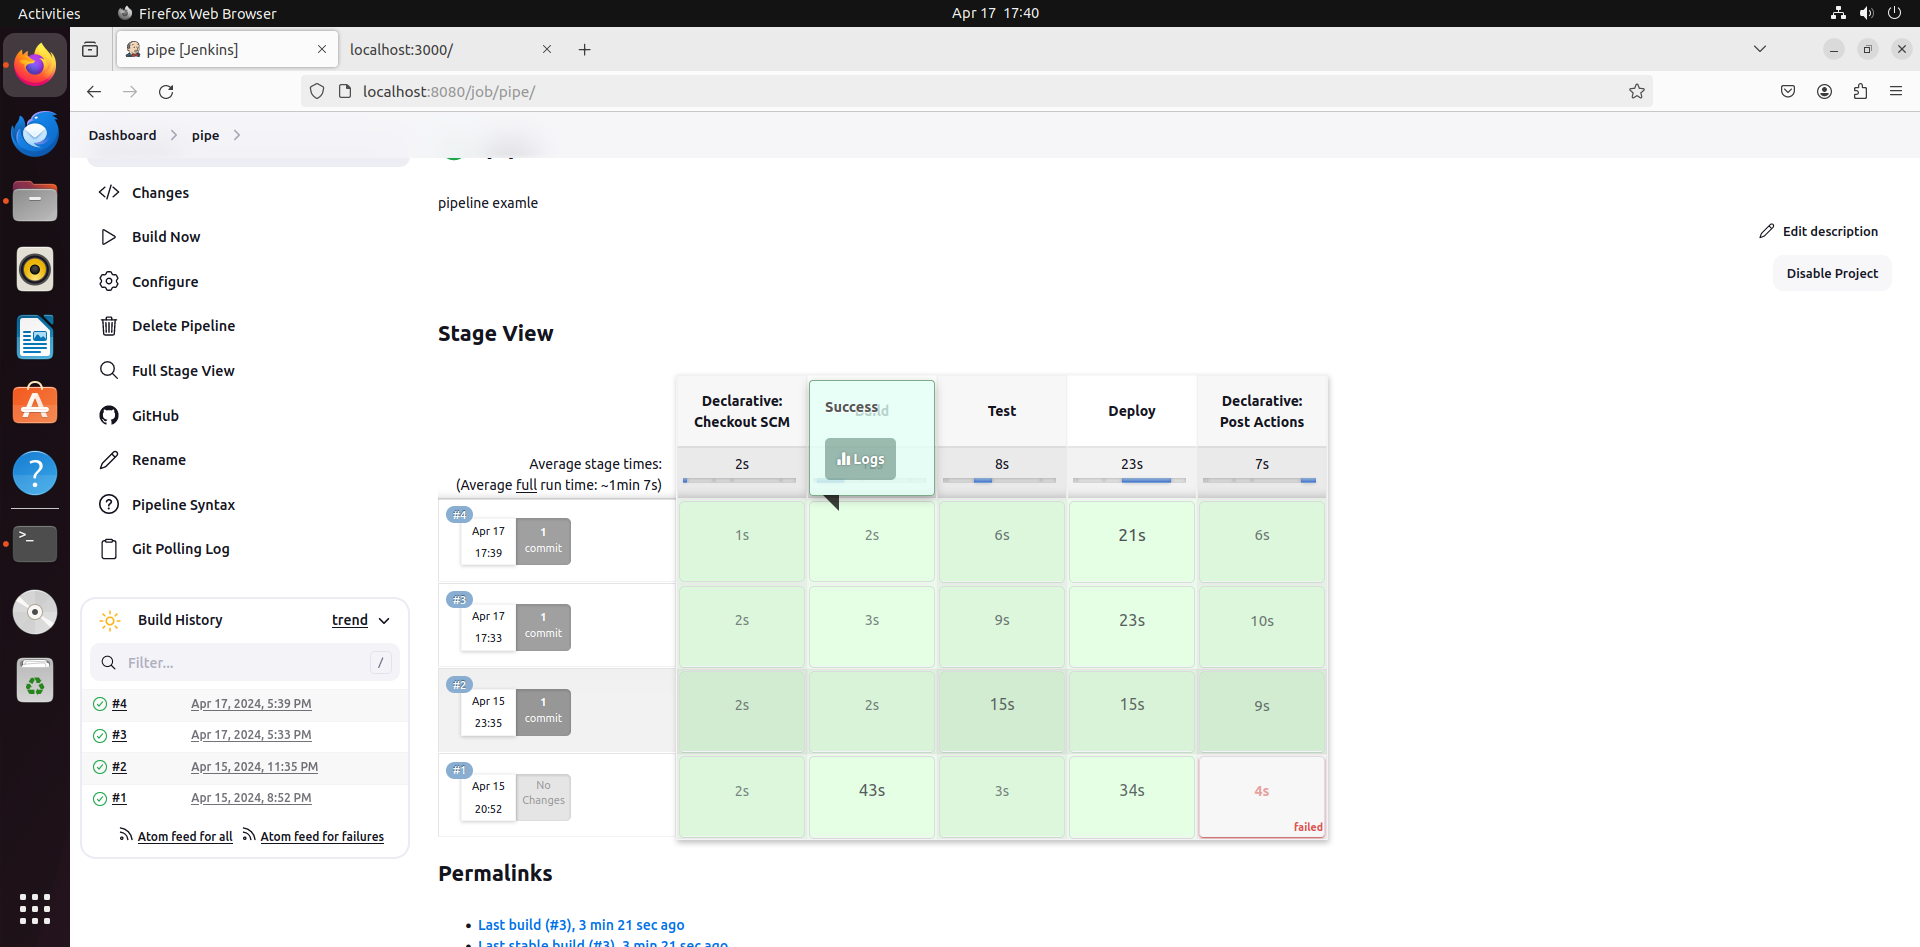 Activities
Firefox Web Browser
Apr 17 17:40
pipe [Jenkins]
localhost:3000/
localhost:8080/job/pipe/
Dashboard
pipe
Changes
Build Now
Configure
Delete Pipeline
Full Stage View
GitHub
Rename
Pipeline Syntax
Git Polling Log
Build History
trend
Filter...
/
#4 Apr 17, 2024, 5:39 PM
#3 Apr 17, 2024, 5:33 PM
#2 Apr 15, 2024, 11:35 PM
#1 Apr 15, 2024, 8:52 PM
Atom feed for all Atom feed for failures
pipeline examle
Edit description
Disable Project
Stage View
Declarative:
Checkout SCM
Success
Build
Logs
Test
Deploy
Declarative:
Post Actions
Average stage times:
(Average full run time: ~1min 7s)
2s
8s
23s
7s
#4
Apr 17
17:39
1
commit
1s
2s
6s
21s
6s
#3
Apr 17
17:33
1
commit
2s
3s
9s
23s
10s
#2
Apr 15
23:35
1
commit
2s
2s
15s
15s
9s
#1
Apr 15
20:52
No
Changes
2s
43s
3s
34s
4s
failed
Permalinks
Last build (#3), 3 min 21 sec ago
Last stable build (#3), 3 min 21 sec ago